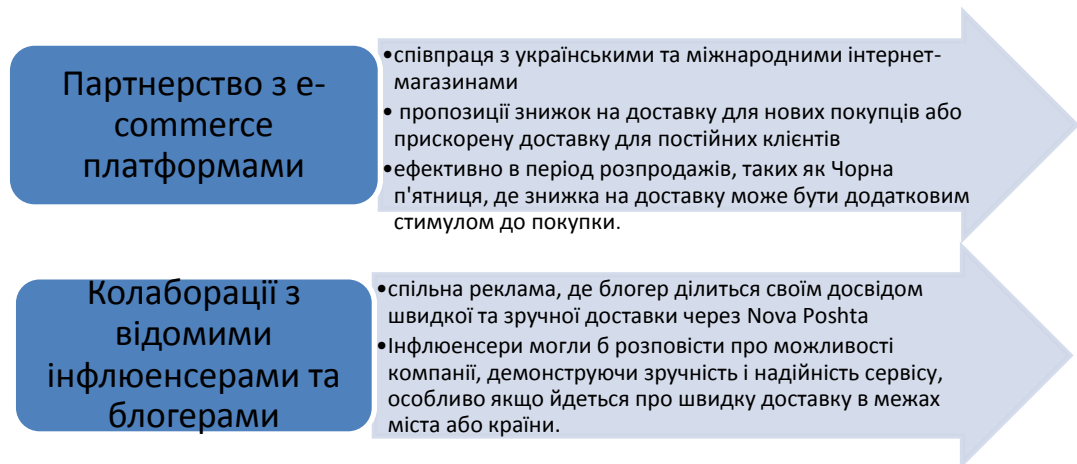 Партнерство з e-
commerce
платформами
•співпраця з українськими та міжнародними інтернет-
магазинами
• пропозиції знижок на доставку для нових покупців або
прискорену доставку для постійних клієнтів
•ефективно в період розпродажів, таких як Чорна
п'ятниця, де знижка на доставку може бути додатковим
стимулом до покупки.
Колаборації з
відомими
інфлюенсерами та
блогерами
•спільна реклама, де блогер ділиться своїм досвідом
швидкої та зручної доставки через Nova Poshta
•Інфлюенсери могли б розповісти про можливості
компанії, демонструючи зручність і надійність сервісу,
особливо якщо йдеться про швидку доставку в межах
міста або країни.